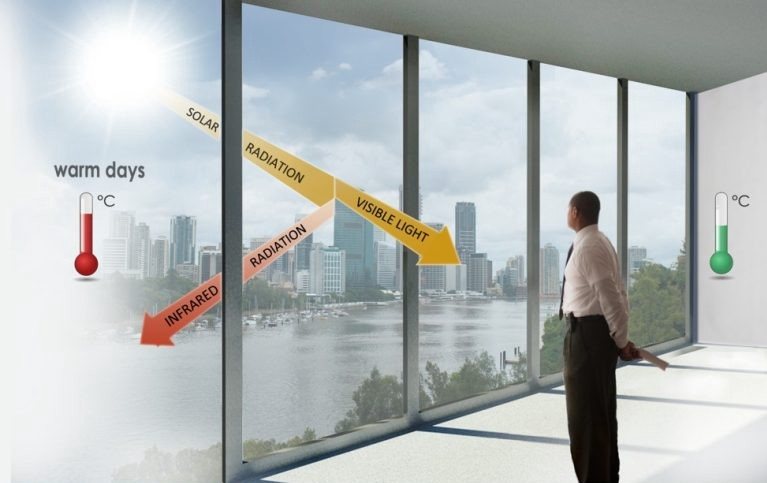 SOLAR RADIATION
warm days
°C
VISIBLE LIGHT
INFRARED RADIATION
°C